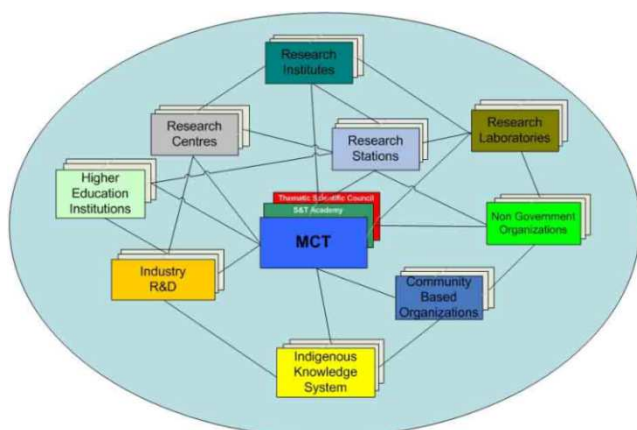 Research
Institutes
Research
Centres
Research
Stations
Research
Laboratories
Higher
Education
Institutions
Thematic Scientific Council
S&T Academy
MCT
Non Government
Organizations
Industry
R&D
Community
Based
Organizations
Indigenous
Knowledge
System